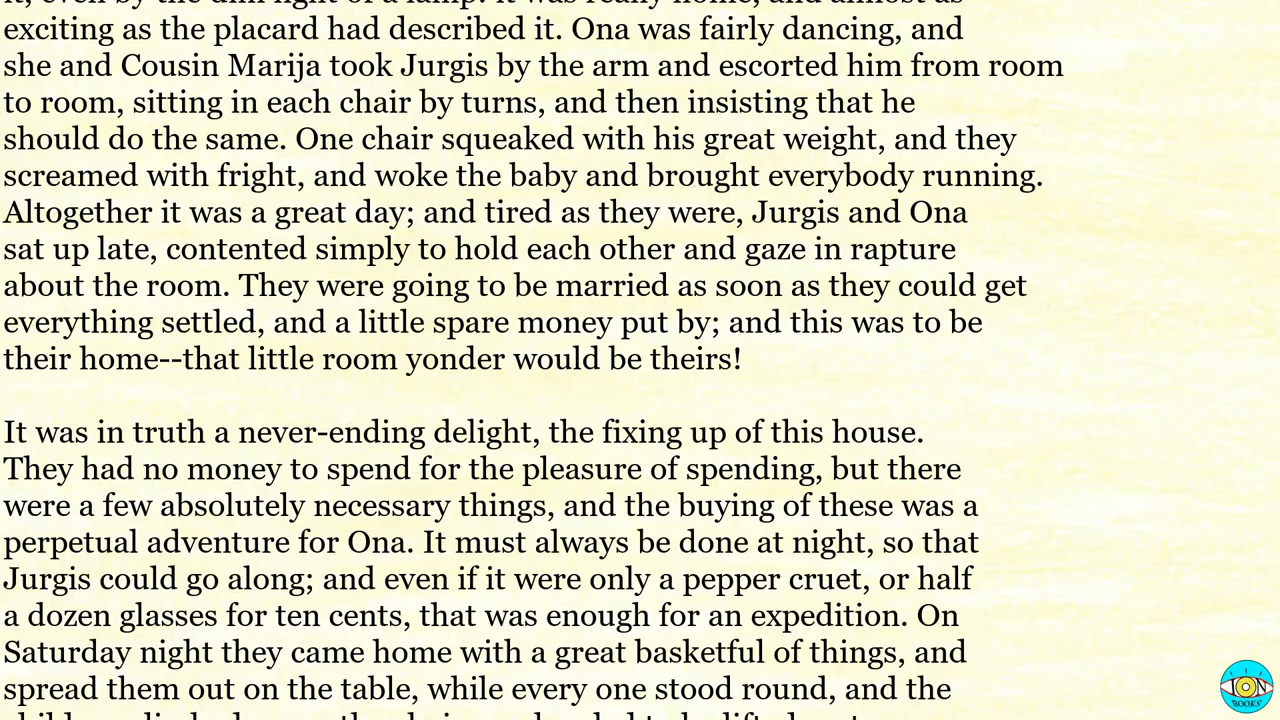 exciting as the placard had described it. Ona was fairly dancing, and
she and Cousin Marija took Jurgis by the arm and escorted him from room
to room, sitting in each chair by turns, and then insisting that he
should do the same. One chair squeaked with his great weight, and they
screamed with fright, and woke the baby and brought everybody running.
Altogether it was a great day; and tired as they were, Jurgis and Ona
sat up late, contented simply to hold each other and gaze in rapture
about the room. They were going to be married as soon as they could get
everything settled, and a little spare money put by; and this was to be
their home--that little room yonder would be theirs!

It was in truth a never-ending delight, the fixing up of this house.
They had no money to spend for the pleasure of spending, but there
were a few absolutely necessary things, and the buying of these was a
perpetual adventure for Ona. It must always be done at night, so that
Jurgis could go along; and even if it were only a pepper cruet, or half
a dozen glasses for ten cents, that was enough for an expedition. On
Saturday night they came home with a great basketful of things, and
spread them out on the table, while every one stood round, and the
ION
BOOKS